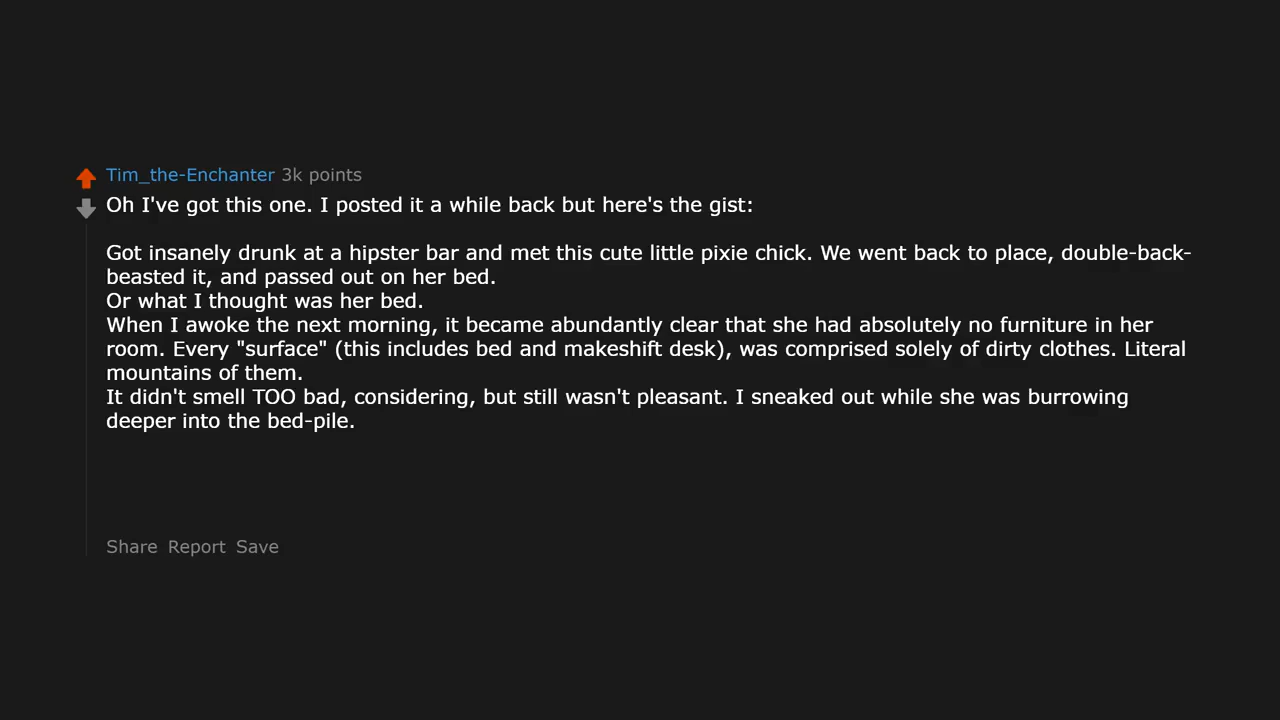 Tim_the-Enchanter 3k points
Oh I've got this one. I posted it a while back but here's the gist:
Got insanely drunk at a hipster bar and met this cute little pixie chick. We went back to place, double-back-
beasted it, and passed out on her bed.
Or what I thought was her bed.
When I awoke the next morning, it became abundantly clear that she had absolutely no furniture in her
room. Every "surface" (this includes bed and makeshift desk), was comprised solely of dirty clothes. Literal
mountains of them.
It didn't smell TOO bad, considering, but still wasn't pleasant. I sneaked out while she was burrowing
deeper into the bed-pile.
Share Report Save